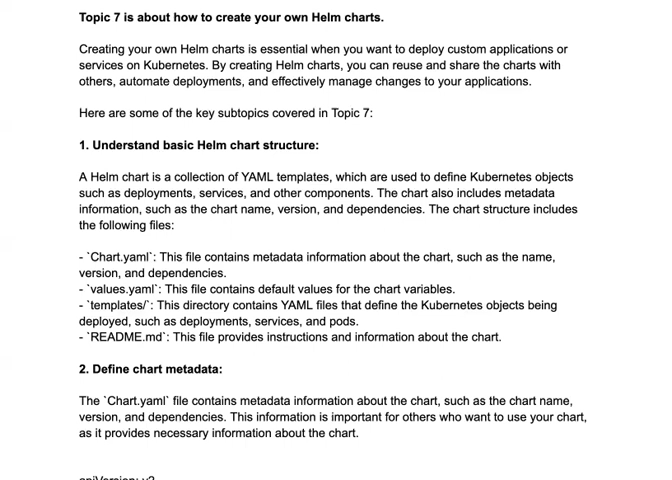 Topic 7 is about how to create your own Helm charts.
Creating your own Helm charts is essential when you want to deploy custom applications or
services on Kubernetes. By creating Helm charts, you can reuse and share the charts with
others, automate deployments, and effectively manage changes to your applications.
Here are some of the key subtopics covered in Topic 7:
1. Understand basic Helm chart structure:
A Helm chart is a collection of YAML templates, which are used to define Kubernetes objects
such as deployments, services, and other components. The chart also includes metadata
information, such as the chart name, version, and dependencies. The chart structure includes
the following files:
- `Chart.yaml`: This file contains metadata information about the chart, such as the name,
version, and dependencies.
- `values.yaml`: This file contains default values for the chart variables.
- `templates/`: This directory contains YAML files that define the Kubernetes objects being
deployed, such as deployments, services, and pods.
- `README.md`: This file provides instructions and information about the chart.
2. Define chart metadata:
The `Chart.yaml` file contains metadata information about the chart, such as the chart name,
version, and dependencies. This information is important for others who want to use your chart,
as it provides necessary information about the chart.
apiVersion: v2